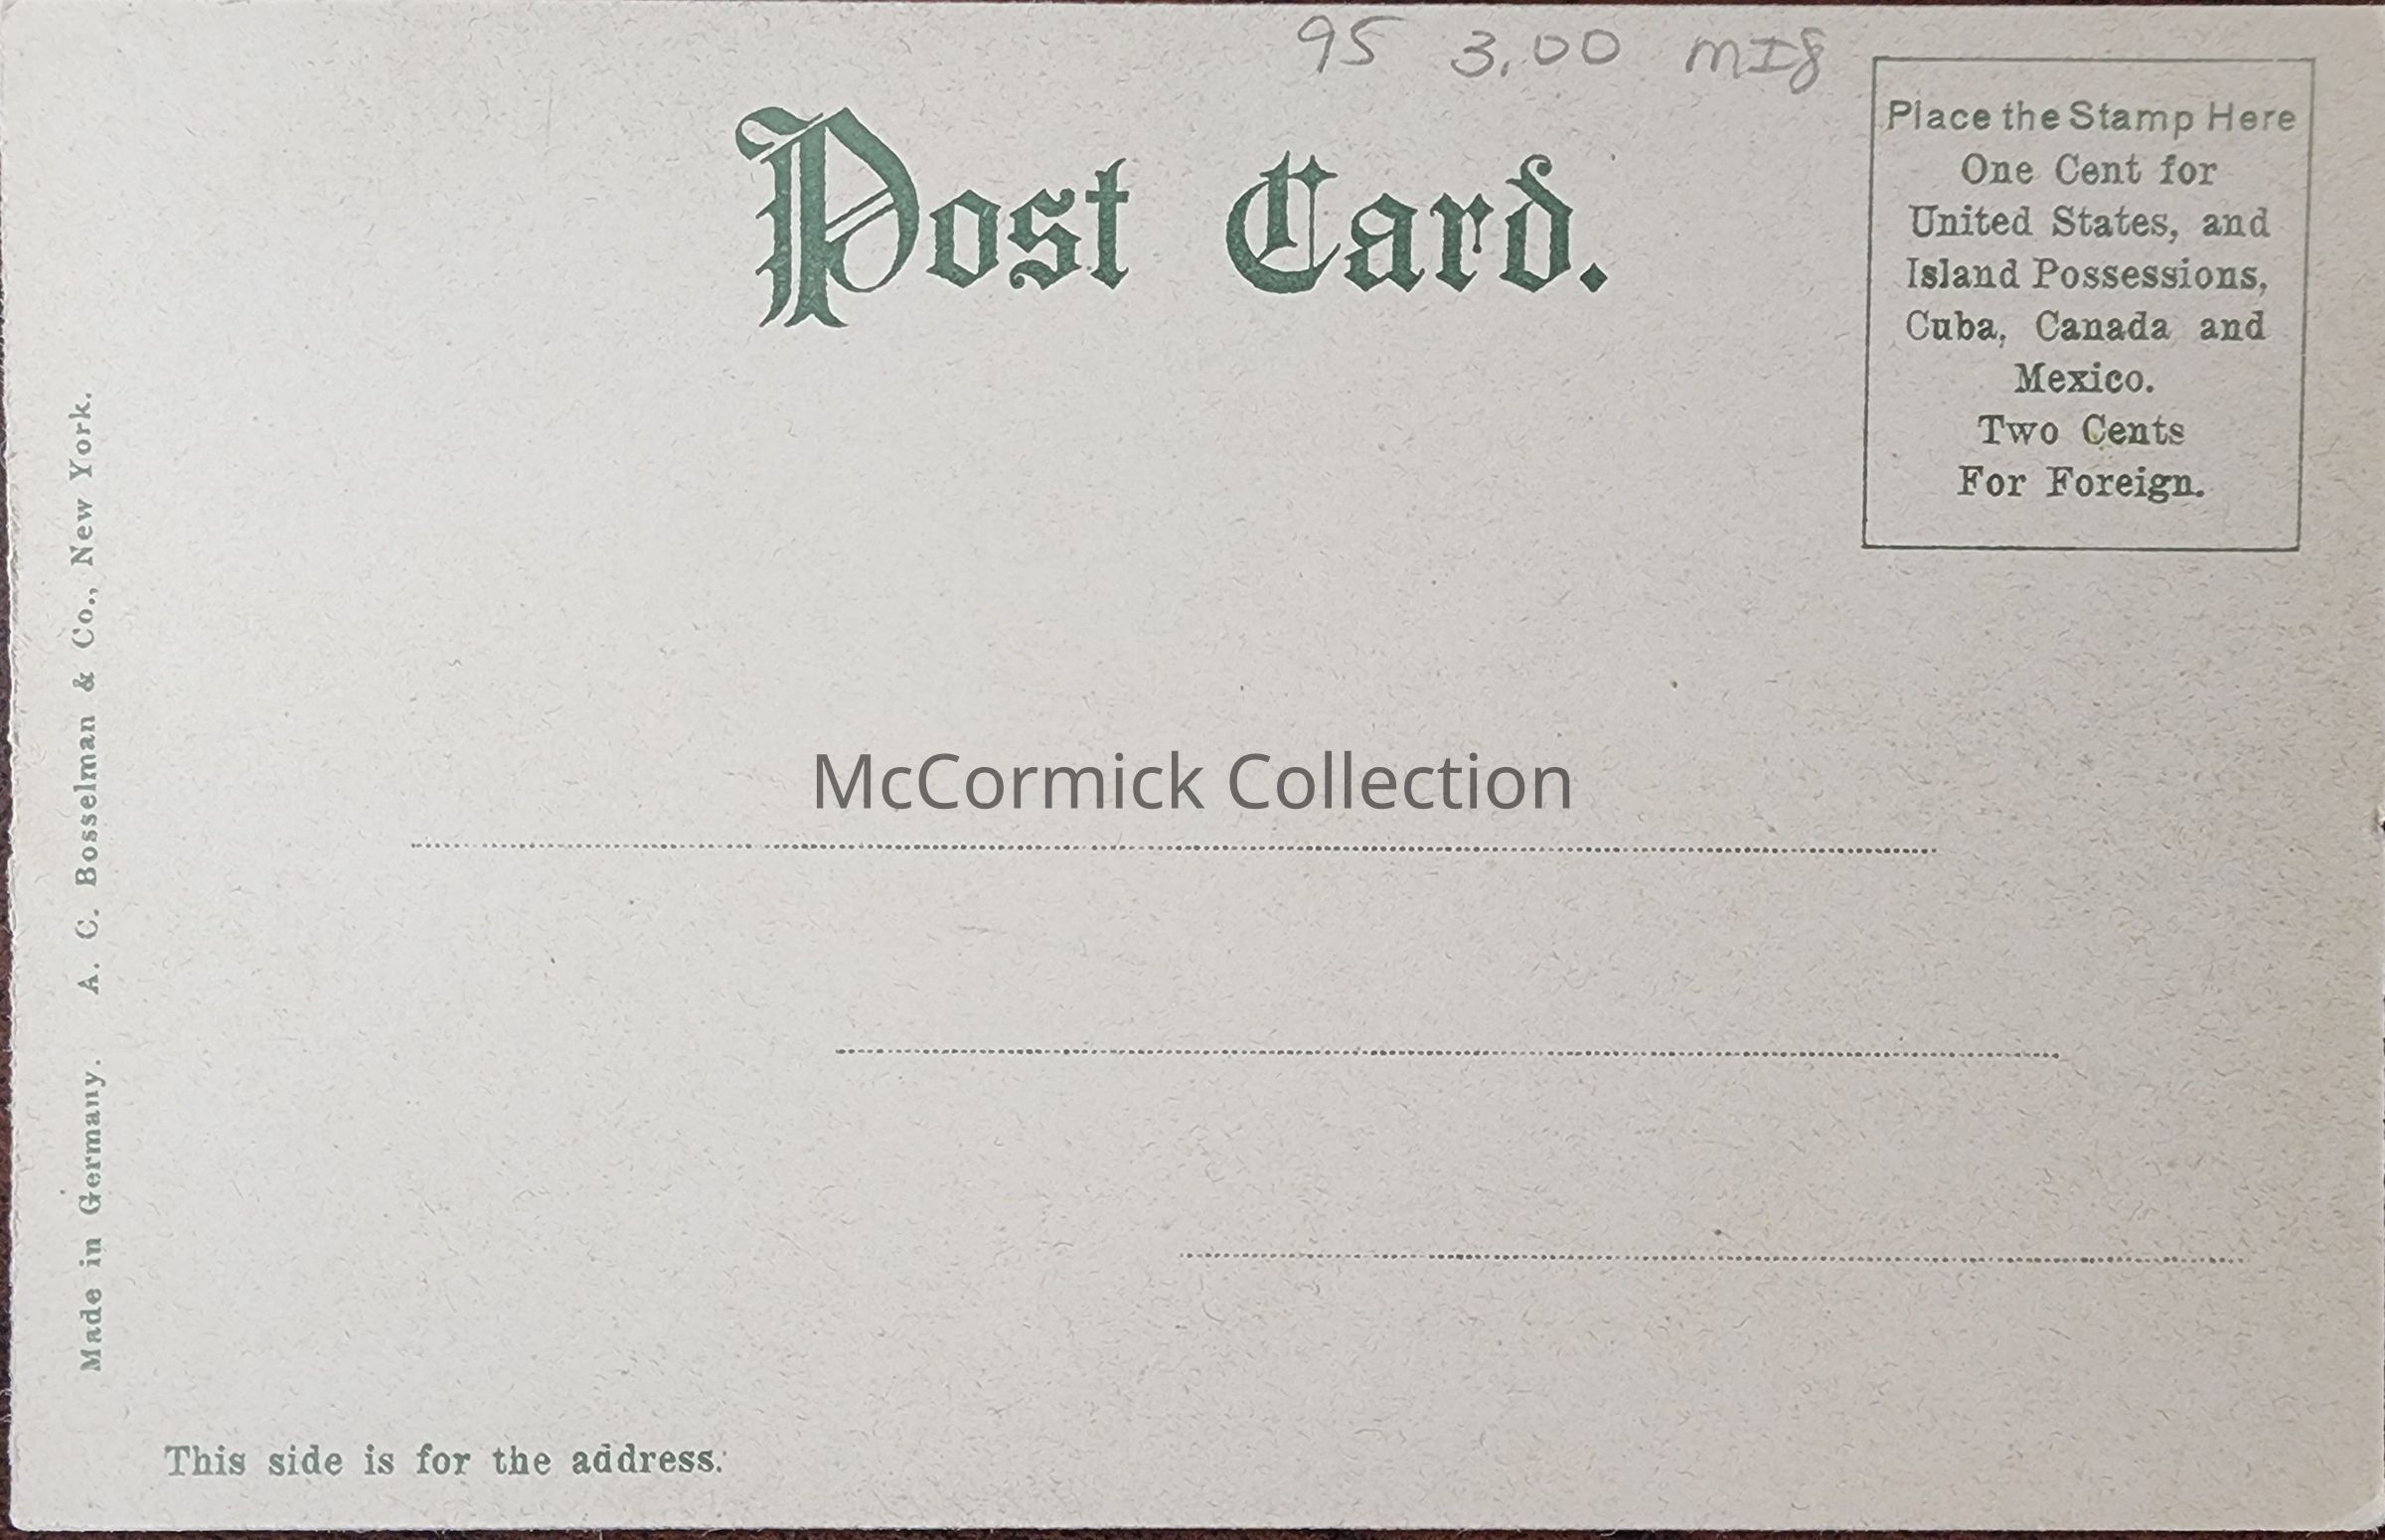 95 3.00 MI8
Post Card.
Place the Stamp Here
One Cent for
United States, and
Island Possessions,
Cuba, Canada and
Mexico.
Two Cents
For Foreign.
Made in Germany. A. C. Bosselman & Co., New York.
McCormick Collection
This side is for the address.